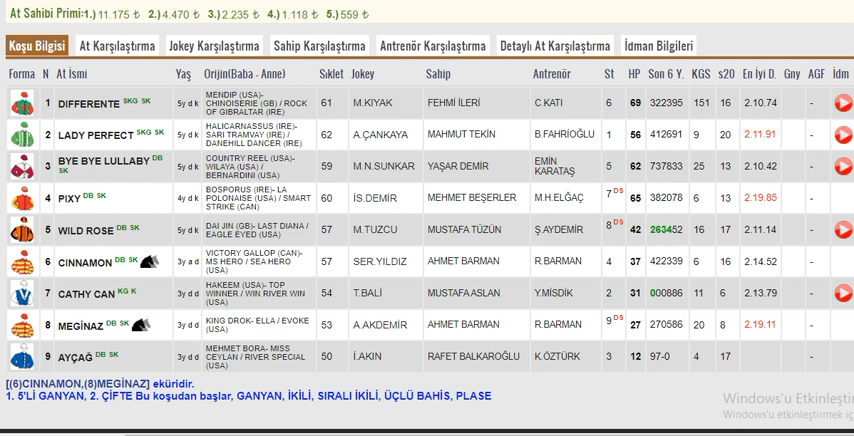 At Sahibi Primi:1.) 11.175 ₺ 2.) 4.470 ₺ 3.) 2.235 ₺ 4.) 1.118 ₺ 5.) 559 ₺
Koşu Bilgisi At Karşılaştırma Jokey Karşılaştırma Sahip Karşılaştırma Antrenör Karşılaştırma Detaylı At Karşılaştırma İdman Bilgileri
Forma N At İsmi Yaş Orijin(Baba - Anne) Sıklet Jokey Sahip Antrenör St HP Son 6 Y. KGS s20 En İyi D. Gny AGF İdm
1 DIFFERENTE SKG SK 5y d k MENDIP (USA)- CHINOISERIE (GB) / ROCK OF GIBRALTAR (IRE) 61 M.KIYAK FEHMİ İLERİ C.KATI 6 69 322395 151 16 2.10.74 -
2 LADY PERFECT SKG SK 5y d k HALICARNASSUS (IRE)- SARI TRAMVAY (IRE) / DANEHILL DANCER (IRE) 62 A.ÇANKAYA MAHMUT TEKİN B.FAHRİOĞLU 1 56 412691 9 20 2.11.91 -
3 BYE BYE LULLABY DB SK 5y d k COUNTRY REEL (USA)- WILAYA (USA) / BERNARDINI (USA) 59 M.N.SUNKAR YAŞAR DEMİR EMİN KARATAŞ 5 62 737833 25 13 2.10.42 -
4 PIXY DB SK 4y d k BOSPORUS (IRE)- LA POLONAISE (USA) / SMART STRIKE (CAN) 60 İS.DEMİR MEHMET BEŞERLER M.H.ELĞAÇ 7 DS 65 382078 6 13 2.19.85 -
5 WILD ROSE DB SK 5y d k DAI JIN (GB)- LAST DIANA / EAGLE EYED (USA) 57 M.TUZCU MUSTAFA TÜZÜN Ş.AYDEMİR 8 DS 42 263452 16 17 2.11.14 -
6 CINNAMON DB SK 3y a d VICTORY GALLOP (CAN)- MS HERO / SEA HERO (USA) 57 SER.YILDIZ AHMET BARMAN R.BARMAN 4 37 422339 6 16 2.14.52 -
7 CATHY CAN KG K 3y d d HAKEEM (USA)- TOP WINNER / WIN RIVER WIN (USA) 54 T.BALİ MUSTAFA ASLAN Y.MİSDİK 2 31 000886 11 6 2.13.79 -
8 MEGİNAZ DB SK 3y d d KING DROK- ELLA / EVOKE (USA) 53 A.AKDEMİR AHMET BARMAN R.BARMAN 9 DS 27 270586 20 8 2.19.11 -
9 AYÇAĞ DB SK 3y d d MEHMET BORA- MISS CEYLAN / RIVER SPECIAL (USA) 50 İ.AKIN RAFET BALKAROĞLU K.ÖZTÜRK 3 12 97-0 4 17 -
[(6)CINNAMON,(8)MEGİNAZ] eküridir.
1. 5'Lİ GANYAN, 2. ÇİFTE Bu koşudan başlar, GANYAN, İKİLİ, SIRALI İKİLİ, ÜÇLÜ BAHİS, PLASE
Windows'u Etkinleştir
Windows'u etkinleştirmek iç